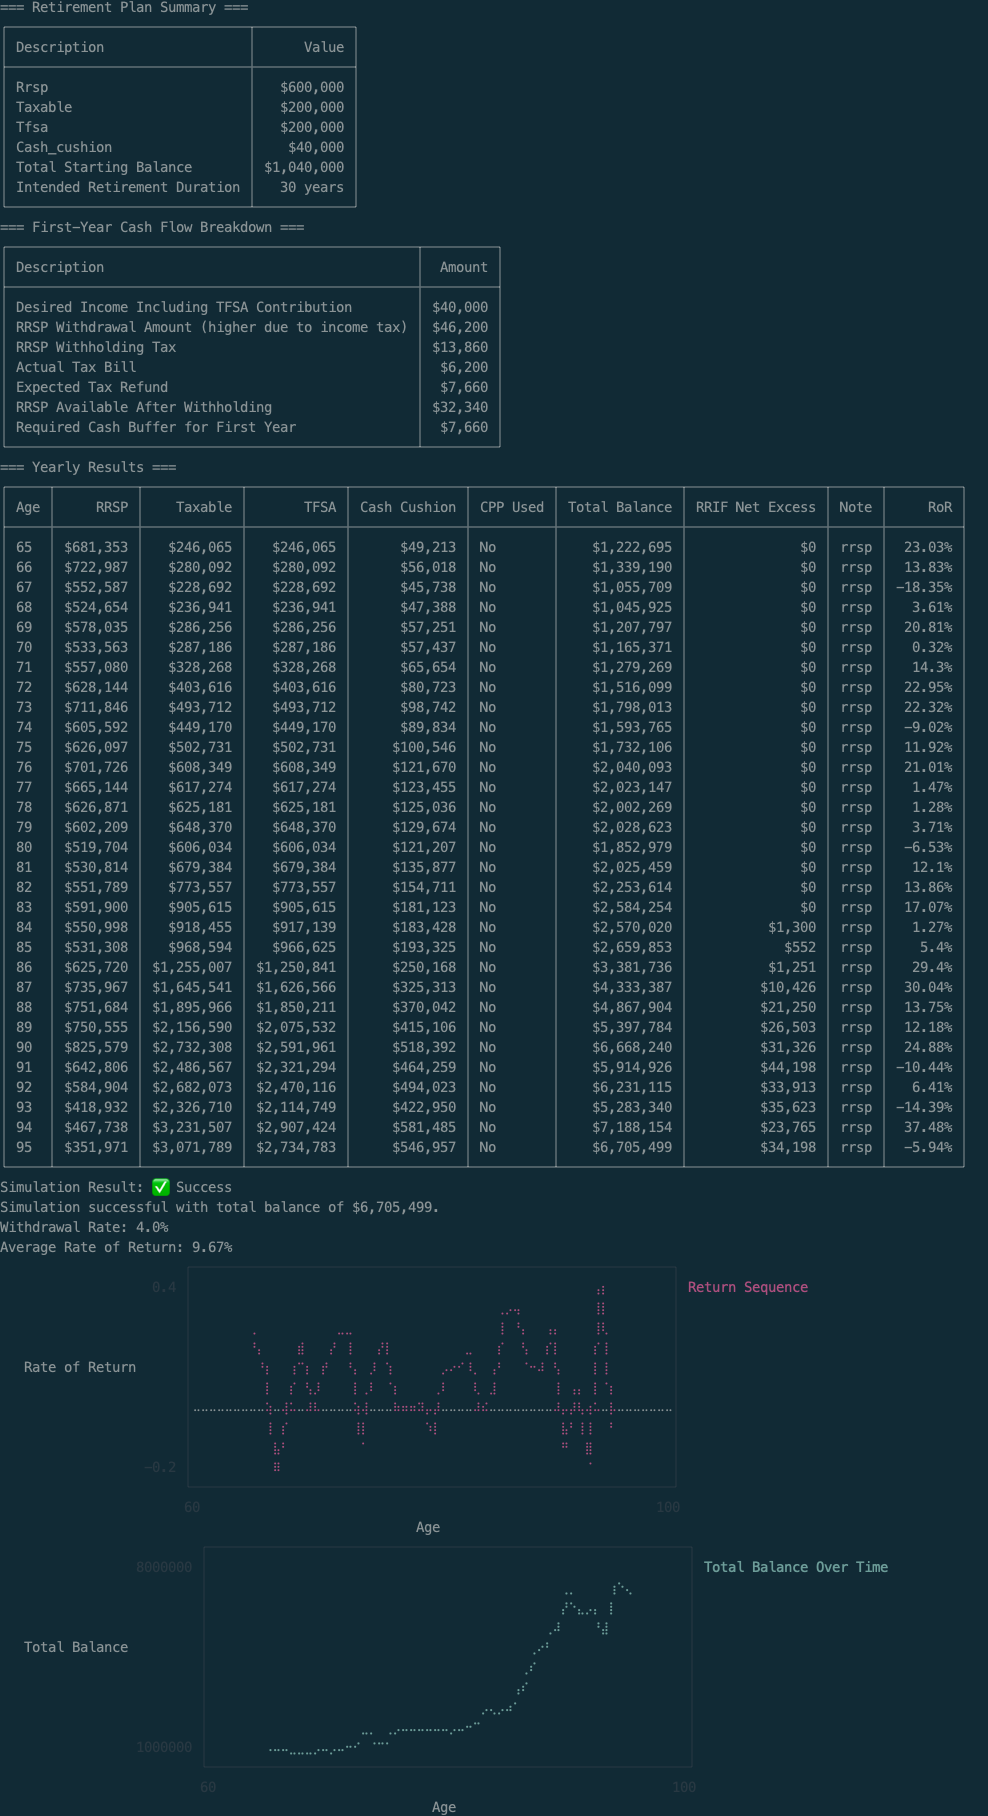 === Retirement Plan Summary ===
Description Value
Rrsp $600,000
Taxable $200,000
Tfsa $200,000
Cash_cushion $40,000
Total Starting Balance $1,040,000
Intended Retirement Duration 30 years
=== First-Year Cash Flow Breakdown ===
Description Amount
Desired Income Including TFSA Contribution $40,000
RRSP Withdrawal Amount (higher due to income tax) $46,200
RRSP Withholding Tax $13,860
Actual Tax Bill $6,200
Expected Tax Refund $7,660
RRSP Available After Withholding $32,340
Required Cash Buffer for First Year $7,660
=== Yearly Results ===
Age RRSP Taxable TFSA Cash Cushion CPP Used Total Balance RRIF Net Excess Note RoR
65 $681,353 $246,065 $246,065 $49,213 No $1,222,695 $0 rrsp 23.03%
66 $722,987 $280,092 $280,092 $56,018 No $1,339,190 $0 rrsp 13.83%
67 $552,587 $228,692 $228,692 $45,738 No $1,055,709 $0 rrsp -18.35%
68 $524,654 $236,941 $236,941 $47,388 No $1,045,925 $0 rrsp 3.61%
69 $578,035 $286,256 $286,256 $57,251 No $1,207,797 $0 rrsp 20.81%
70 $533,563 $287,186 $287,186 $57,437 No $1,165,371 $0 rrsp 0.32%
71 $557,080 $328,268 $328,268 $65,654 No $1,279,269 $0 rrsp 14.3%
72 $628,144 $403,616 $403,616 $80,723 No $1,516,099 $0 rrsp 22.95%
73 $711,846 $493,712 $493,712 $98,742 No $1,798,013 $0 rrsp 22.32%
74 $605,592 $449,170 $449,170 $89,834 No $1,593,765 $0 rrsp -9.02%
75 $626,097 $502,731 $502,731 $100,546 No $1,732,106 $0 rrsp 11.92%
76 $701,726 $608,349 $608,349 $121,670 No $2,040,093 $0 rrsp 21.01%
77 $665,144 $617,274 $617,274 $123,455 No $2,023,147 $0 rrsp 1.47%
78 $626,871 $625,181 $625,181 $125,036 No $2,002,269 $0 rrsp 1.28%
79 $602,209 $648,370 $648,370 $129,674 No $2,028,623 $0 rrsp 3.71%
80 $519,704 $606,034 $606,034 $121,207 No $1,852,979 $0 rrsp -6.53%
81 $530,814 $679,384 $679,384 $135,877 No $2,025,459 $0 rrsp 12.1%
82 $551,789 $773,557 $773,557 $154,711 No $2,253,614 $0 rrsp 13.86%
83 $591,900 $905,615 $905,615 $181,123 No $2,584,254 $0 rrsp 17.07%
84 $550,998 $918,455 $917,139 $183,428 No $2,570,020 $1,300 rrsp 1.27%
85 $531,308 $968,594 $966,625 $193,325 No $2,659,853 $552 rrsp 5.4%
86 $625,720 $1,255,007 $1,250,841 $250,168 No $3,381,736 $1,251 rrsp 29.4%
87 $735,967 $1,645,541 $1,626,566 $325,313 No $4,333,387 $10,426 rrsp 30.04%
88 $751,684 $1,895,966 $1,850,211 $370,042 No $4,867,904 $21,250 rrsp 13.75%
89 $750,555 $2,156,590 $2,075,532 $415,106 No $5,397,784 $26,503 rrsp 12.18%
90 $825,579 $2,732,308 $2,591,961 $518,392 No $6,668,240 $31,326 rrsp 24.88%
91 $642,806 $2,486,567 $2,321,294 $464,259 No $5,914,926 $44,198 rrsp -10.44%
92 $584,904 $2,682,073 $2,470,116 $494,023 No $6,231,115 $33,913 rrsp 6.41%
93 $418,932 $2,326,710 $2,114,749 $422,950 No $5,283,340 $35,623 rrsp -14.39%
94 $467,738 $3,231,507 $2,907,424 $581,485 No $7,188,154 $23,765 rrsp 37.48%
95 $351,971 $3,071,789 $2,734,783 $546,957 No $6,705,499 $34,198 rrsp -5.94%
Simulation Result: ✅ Success
Simulation successful with total balance of $6,705,499.
Withdrawal Rate: 4.0%
Average Rate of Return: 9.67%
0.4 Return Sequence
Rate of Return
-0.2
60 100
Age
8000000 Total Balance Over Time
Total Balance
1000000
60 100
Age